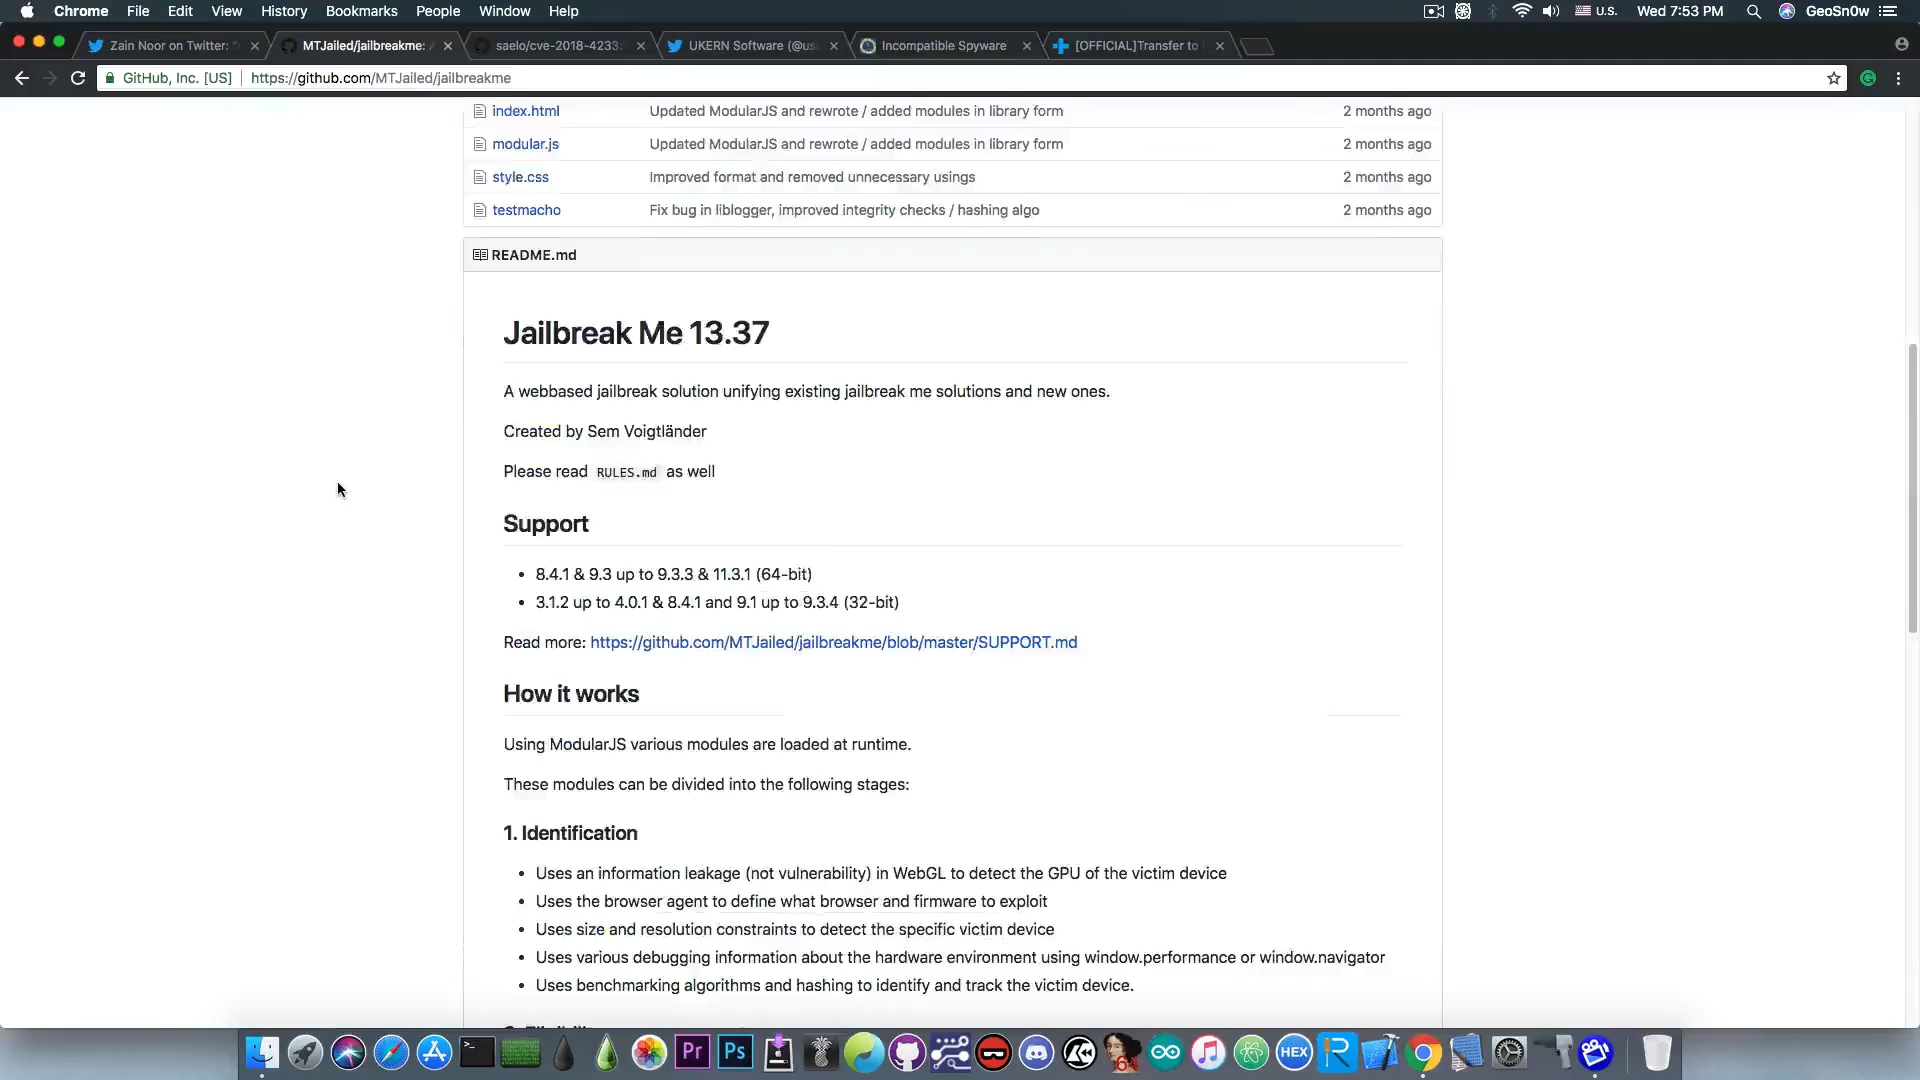 Chrome File Edit View History Bookmarks People Window Help
U.S. Wed 7:53 PM GeoSn0w
Zain Noor on Twitter: "
MTJailed/jailbreakme:
saelo/cve-2018-4233:
UKERN Software (@us
Incompatible Spyware
[OFFICIAL]Transfer to
GitHub, Inc. [US] https://github.com/MTJailed/jailbreakme
index.html Updated ModularJS and rewrote / added modules in library form 2 months ago
modular.js Updated ModularJS and rewrote / added modules in library form 2 months ago
style.css Improved format and removed unnecessary usings 2 months ago
testmacho Fix bug in liblogger, improved integrity checks / hashing algo 2 months ago
README.md
Jailbreak Me 13.37
A webbased jailbreak solution unifying existing jailbreak me solutions and new ones.
Created by Sem Voigtländer
Please read RULES.md as well
Support
• 8.4.1 & 9.3 up to 9.3.3 & 11.3.1 (64-bit)
• 3.1.2 up to 4.0.1 & 8.4.1 and 9.1 up to 9.3.4 (32-bit)
Read more: https://github.com/MTJailed/jailbreakme/blob/master/SUPPORT.md
How it works
Using ModularJS various modules are loaded at runtime.
These modules can be divided into the following stages:
1. Identification
• Uses an information leakage (not vulnerability) in WebGL to detect the GPU of the victim device
• Uses the browser agent to define what browser and firmware to exploit
• Uses size and resolution constraints to detect the specific victim device
• Uses various debugging information about the hardware environment using window.performance or window.navigator
• Uses benchmarking algorithms and hashing to identify and track the victim device.
Pr Ps HEX